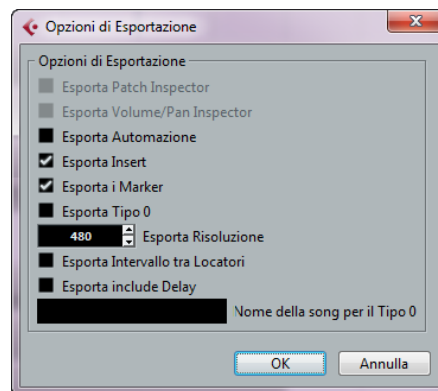 Opzioni di Esportazione
Opzioni di Esportazione
Esporta Patch Inspector
Esporta Volume/Pan Inspector
Esporta Automazione
Esporta Insert
Esporta i Marker
Esporta Tipo 0
480 Esporta Risoluzione
Esporta Intervallo tra Locatori
Esporta include Delay
Nome della song per il Tipo 0
OK Annulla